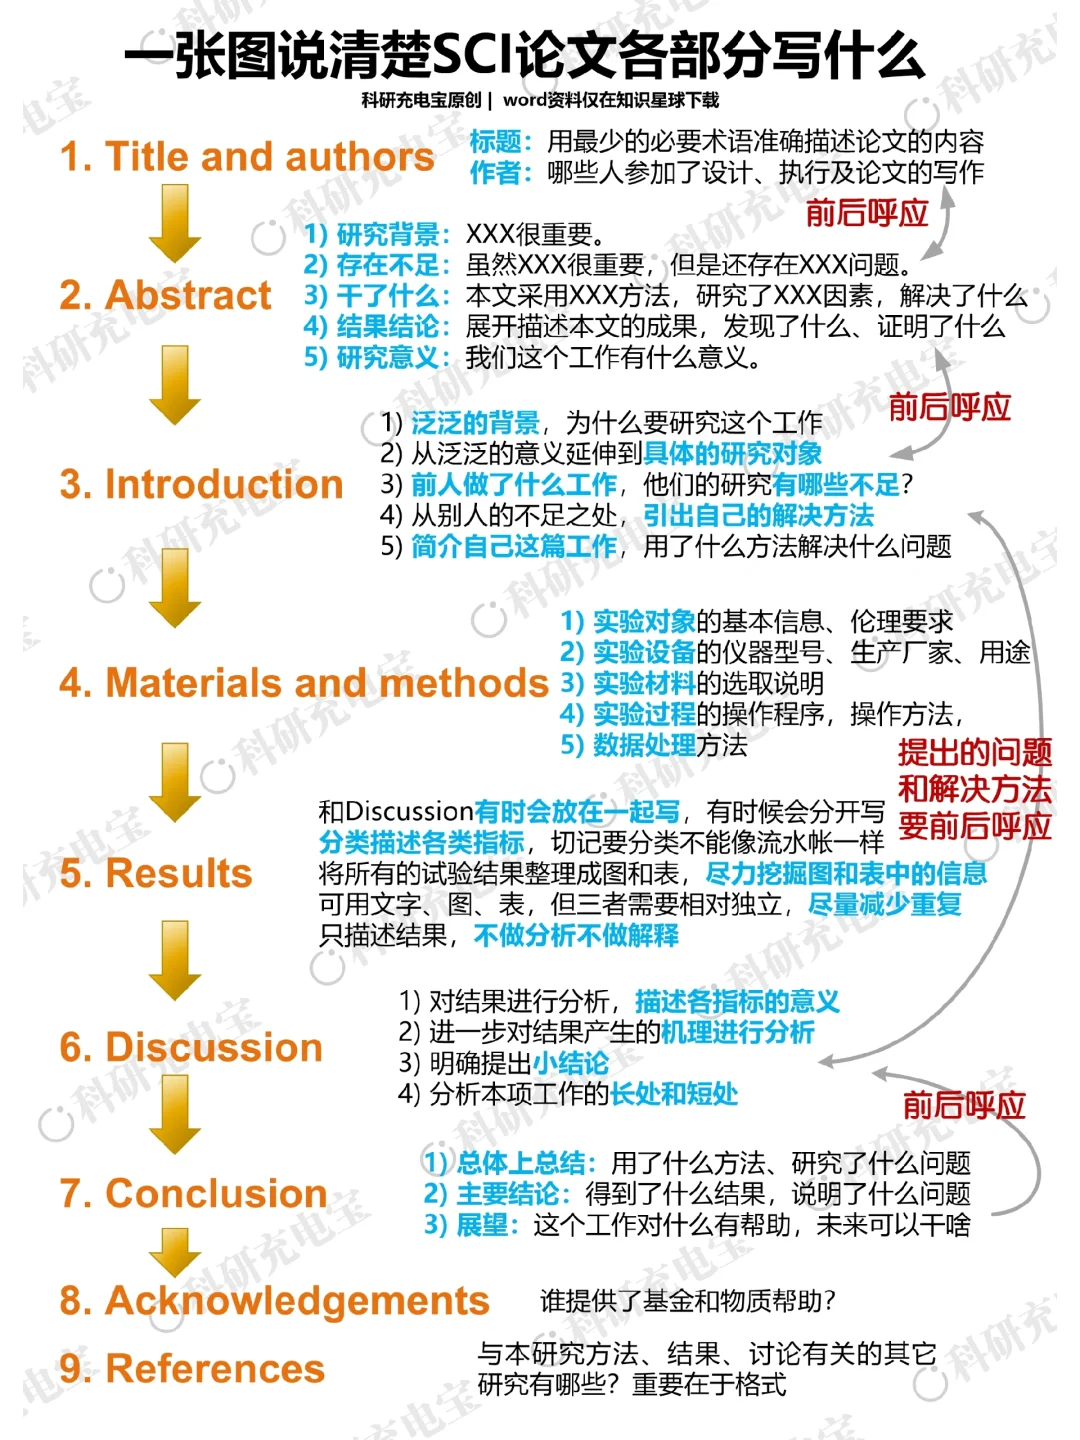 一张图说清楚SCI论文各部分写什么
科研充电宝原创 | word资料仅在知识星球下载
1. Title and authors
标题：用最少的必要术语准确描述论文的内容
作者：哪些人参加了设计、执行及论文的写作
前后呼应
2. Abstract
1) 研究背景：XXX很重要。
2) 存在不足：虽然XXX很重要，但是还存在XXX问题。
3) 干了什么：本文采用XXX方法，研究了XXX因素，解决了什么
4) 结果结论：展开描述本文的成果，发现了什么、证明了什么
5) 研究意义：我们这个工作有什么意义。
前后呼应
3. Introduction
1) 泛泛的背景，为什么要研究这个工作
2) 从泛泛的意义延伸到具体的研究对象
3) 前人做了什么工作，他们的研究有哪些不足？
4) 从别人的不足之处，引出自己的解决方法
5) 简介自己这篇工作，用了什么方法解决什么问题
4. Materials and methods
1) 实验对象的基本信息、伦理要求
2) 实验设备的仪器型号、生产厂家、用途
3) 实验材料的选取说明
4) 实验过程的操作程序，操作方法，
5) 数据处理方法
提出的问题
和解决方法
要前后呼应
5. Results
和Discussion有时会放在一起写，有时候会分开写
分类描述各类指标，切记要分类不能像流水帐一样
将所有的试验结果整理成图和表，尽力挖掘图和表中的信息
可用文字、图、表，但三者需要相对独立，尽量减少重复
只描述结果，不做分析不做解释
6. Discussion
1) 对结果进行分析，描述各指标的意义
2) 进一步对结果产生的机理进行分析
3) 明确提出小结论
4) 分析本项工作的长处和短处
前后呼应
7. Conclusion
1) 总体上总结：用了什么方法、研究了什么问题
2) 主要结论：得到了什么结果，说明了什么问题
3) 展望：这个工作对什么有帮助，未来可以干啥
8. Acknowledgements
谁提供了基金和物质帮助？
9. References
与本研究方法、结果、讨论有关的其它
研究有哪些？重要在于格式
科研充电宝